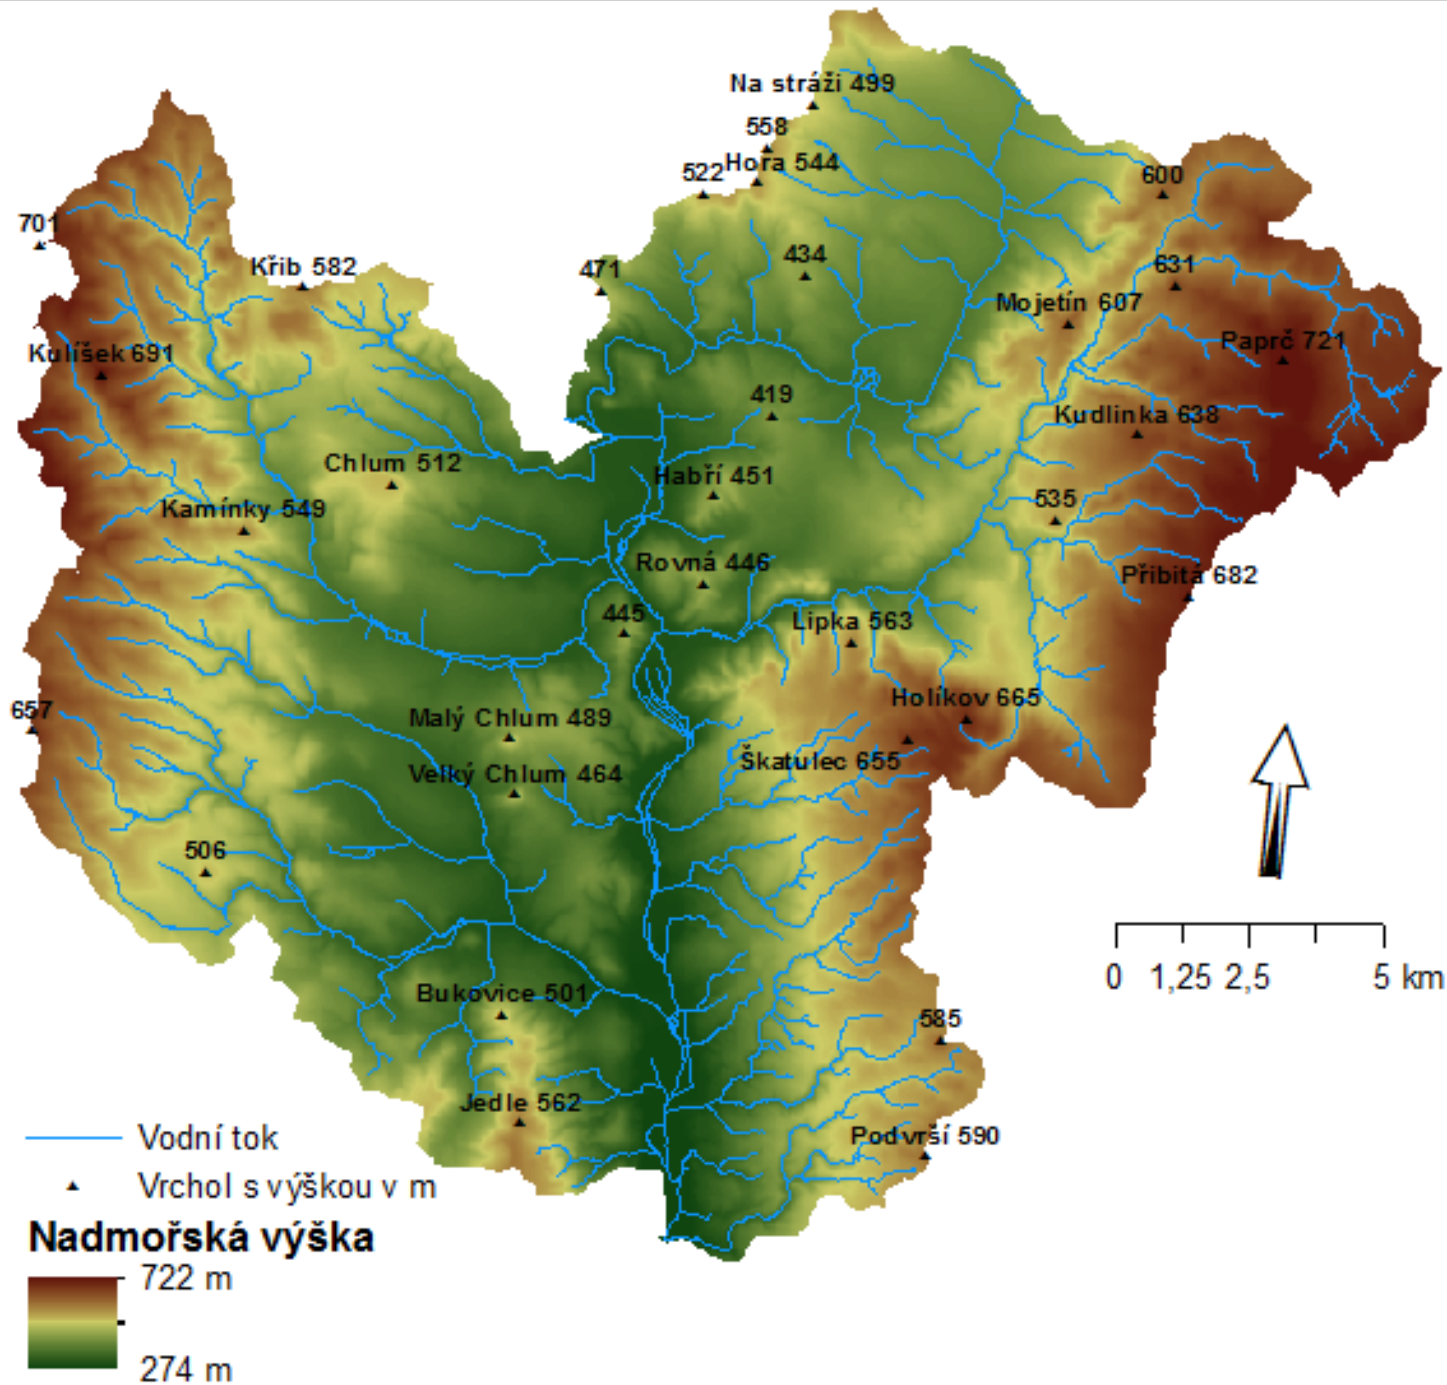 Na stráži 499
558
Hora 544
522
600
701
Křib 582
471
434
631
Mojetín 607
Kulíšek 691
Paprč 721
419
Kudlinka 638
Chlum 512
Habří 451
Kamínky 549
535
Rovná 446
Přibitá 682
445
Lipka 563
657
Malý Chlum 489
Holíkov 665
Velký Chlum 464
Škatulec 655
506
0 1,25 2,5 5 km
Bukovice 501
585
Jedle 562
Podvrší 590
Vodní tok
Vrchol s výškou v m
Nadmořská výška
722 m
274 m